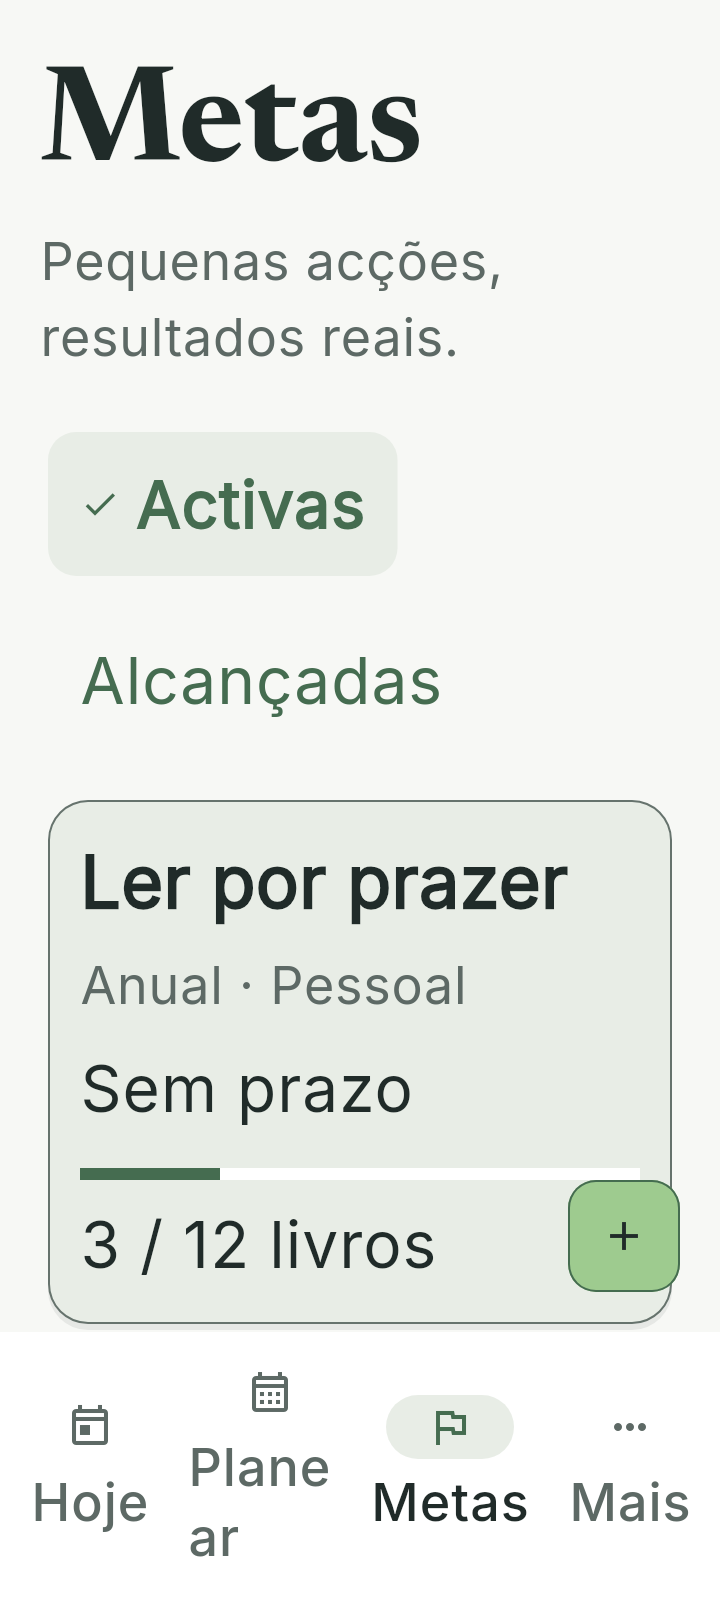 Metas
Pequenas acções,
resultados reais.
Activas
Alcançadas
Ler por prazer
Anual · Pessoal
Sem prazo
3 / 12 livros
+
Hoje
Plane
ar
Metas
Mais